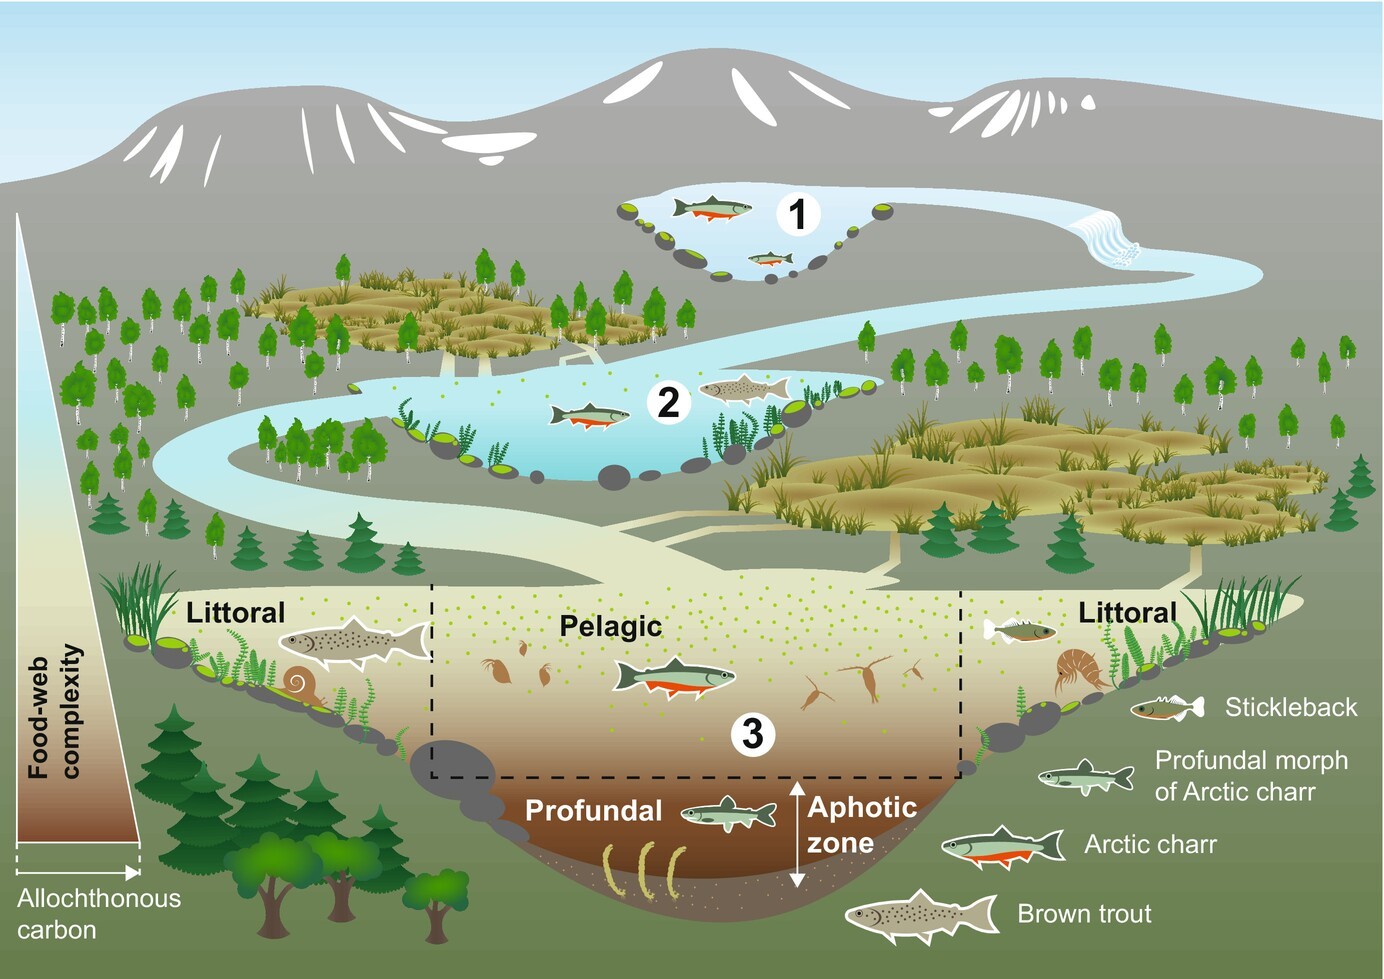 1
2
Littoral
Pelagic
Littoral
3
Food-web
complexity
Stickleback
Profundal morph
of Arctic charr
Profundal
Aphotic
zone
Arctic charr
Allochthonous
carbon
Brown trout